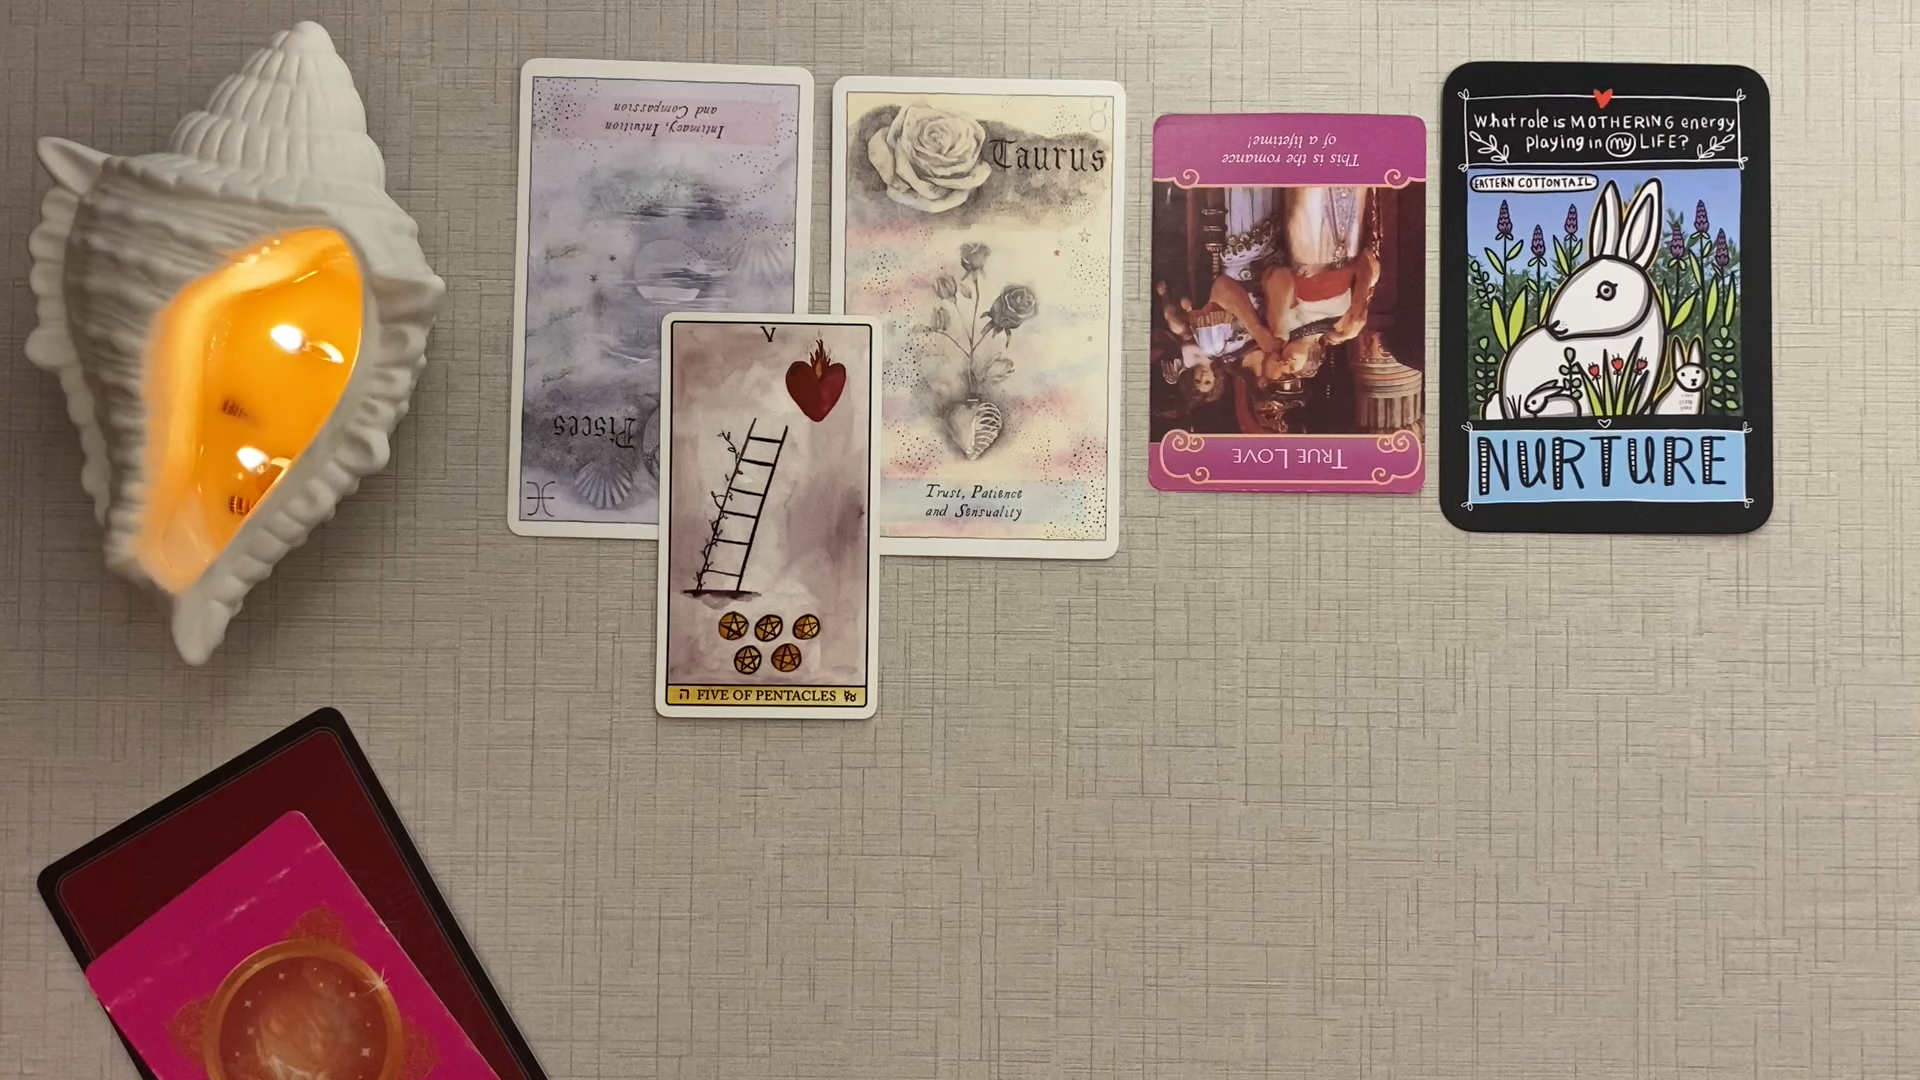 Intimacy, Intuition
and Compassion
Pisces
Taurus
Trust, Patience
and Sensuality
V
ה FIVE OF PENTACLES
This is the romance
of a lifetime!
TRUE LOVE
What role is MOTHERING energy
playing in my LIFE?
EASTERN COTTONTAIL
NURTURE